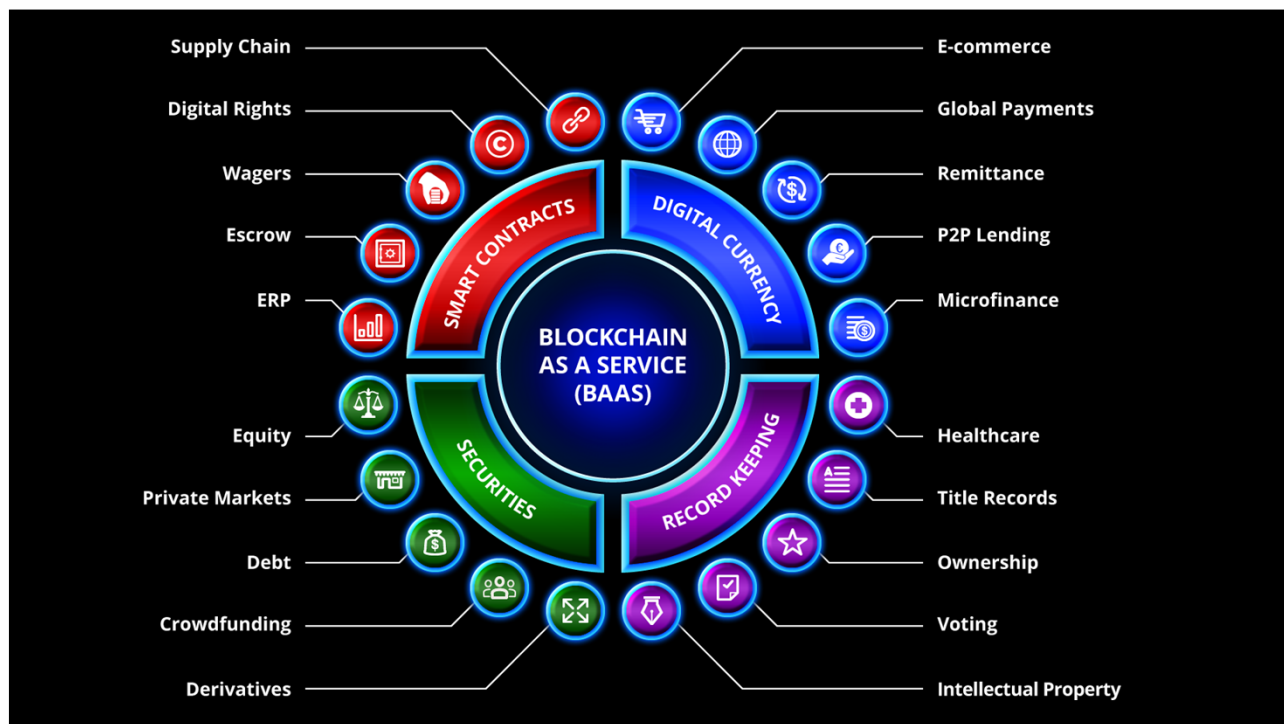 Supply Chain
Digital Rights
Wagers
Escrow
ERP
Equity
Private Markets
Debt
Crowdfunding
Derivatives
SMART CONTRACTS
DIGITAL CURRENCY
BLOCKCHAIN
AS A SERVICE
(BAAS)
SECURITIES
RECORD KEEPING
E-commerce
Global Payments
Remittance
P2P Lending
Microfinance
Healthcare
Title Records
Ownership
Voting
Intellectual Property